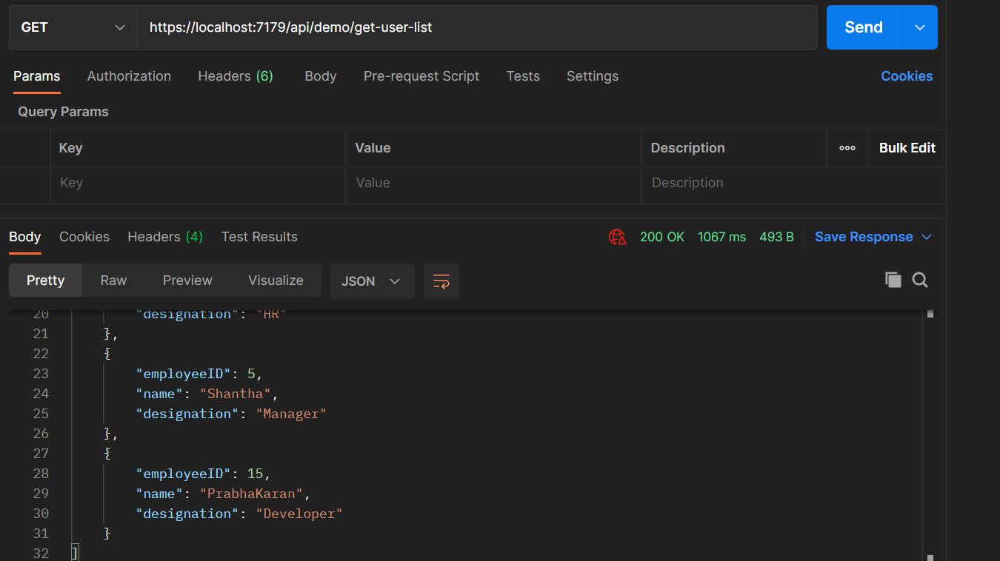 GET https://localhost:7179/api/demo/get-user-list Send
Params Authorization Headers (6) Body Pre-request Script Tests Settings Cookies
Query Params
Key Value Description ooo Bulk Edit
Key Value Description
Body Cookies Headers (4) Test Results 200 OK 1067 ms 493 B Save Response
Pretty Raw Preview Visualize JSON
20 "designation": "HR"
21 },
22 {
23 "employeeID": 5,
24 "name": "Shantha",
25 "designation": "Manager"
26 },
27 {
28 "employeeID": 15,
29 "name": "PrabhaKaran",
30 "designation": "Developer"
31 }
32 ]